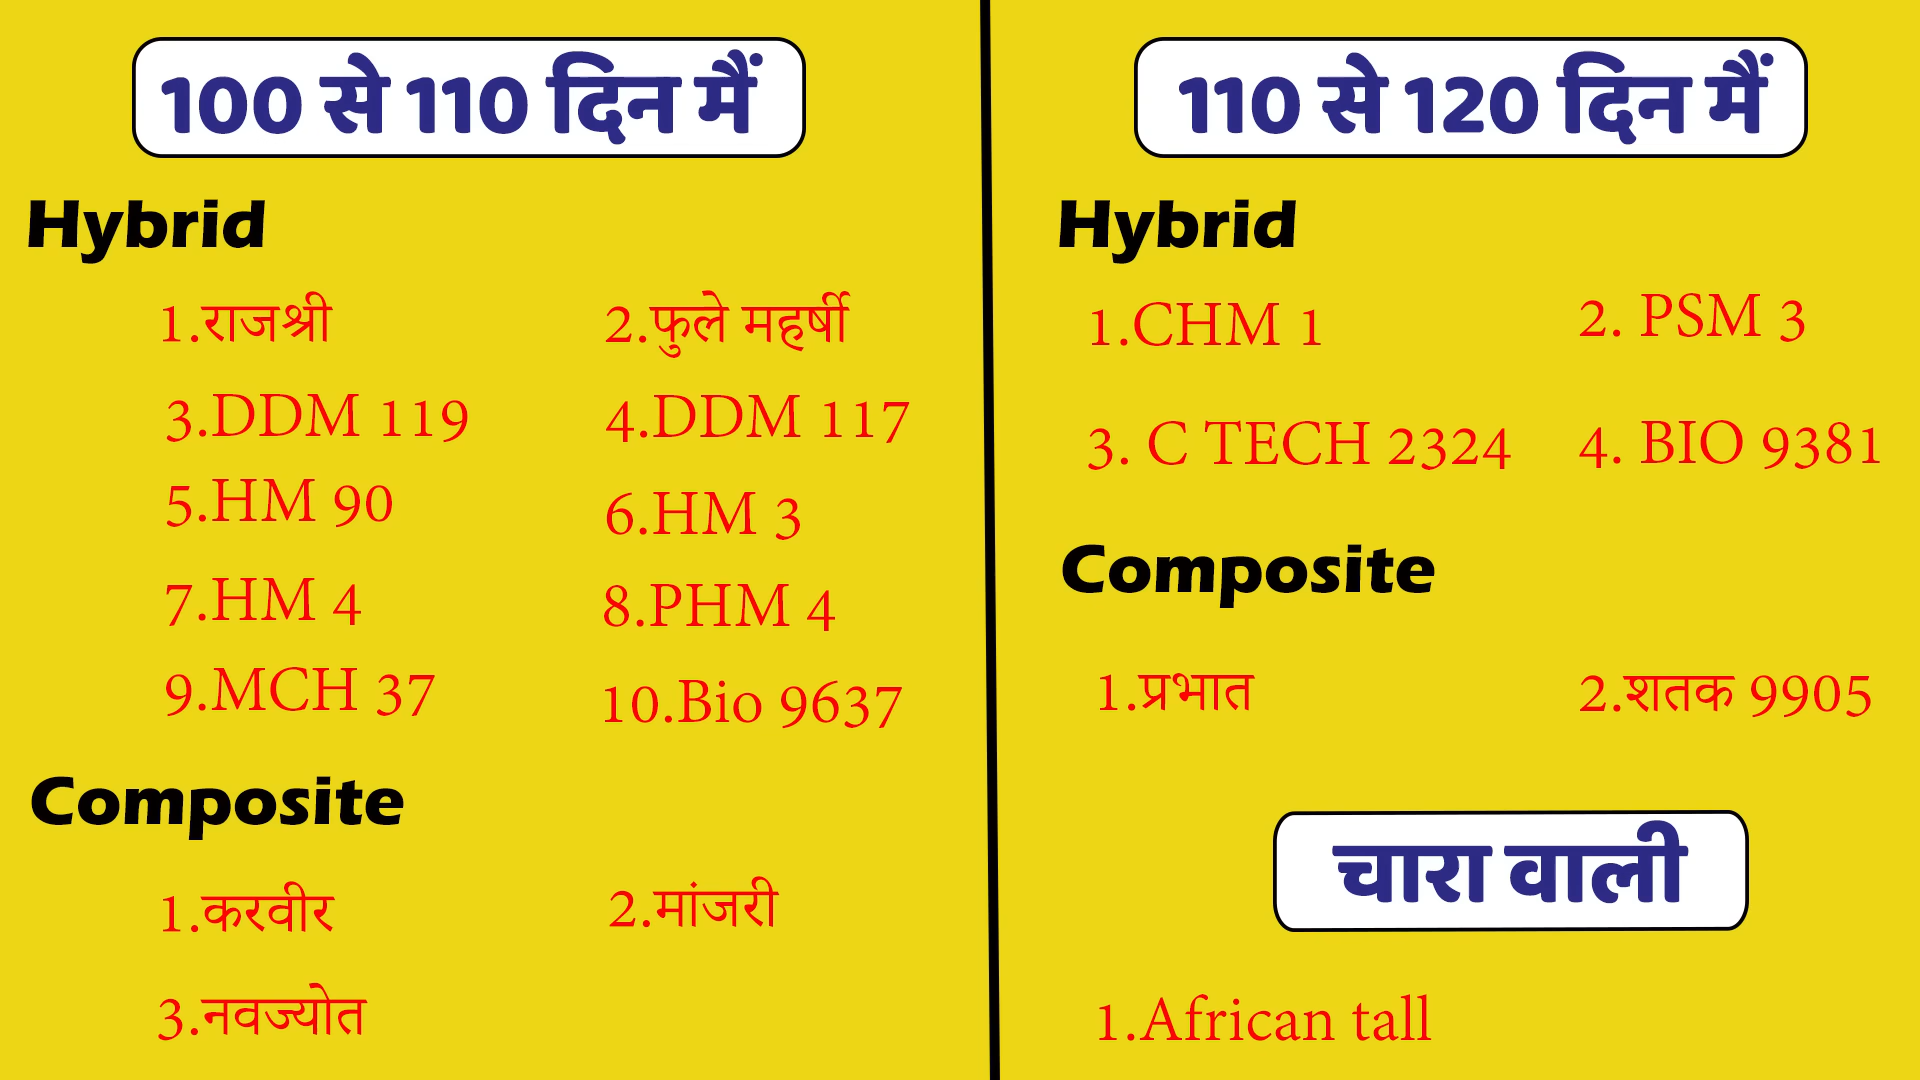 100 से 110 दिन मैं
Hybrid
1.राजश्री 2.फुले महर्षी
3.DDM 119 4.DDM 117
5.HM 90 6.HM 3
7.HM 4 8.PHM 4
9.MCH 37 10.Bio 9637
Composite
1.करवीर 2.मांजरी
3.नवज्योत
110 से 120 दिन मैं
Hybrid
1.CHM 1 2. PSM 3
3. C TECH 2324 4. BIO 9381
Composite
1.प्रभात 2.शतक 9905
चारा वाली
1.African tall